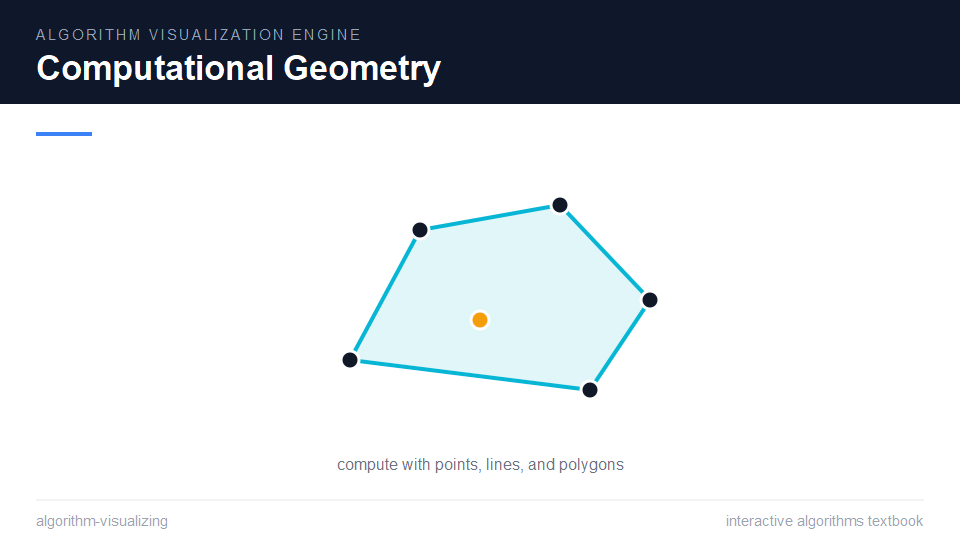 ALGORITHM VISUALIZATION ENGINE
Computational Geometry
compute with points, lines, and polygons
algorithm-visualizing
interactive algorithms textbook